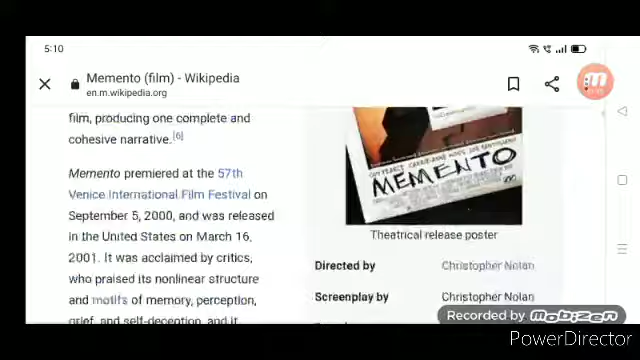 5:10
Memento (film) - Wikipedia
en.m.wikipedia.org
film, producing one complete and
cohesive narrative.[6]
Memento premiered at the 57th
Venice International Film Festival on
September 5, 2000, and was released
in the United States on March 16,
2001. It was acclaimed by critics,
who praised its nonlinear structure
and motifs of memory, perception,
grief, and self-deception, and it
MEMENTO
Theatrical release poster
Directed by Christopher Nolan
Screenplay by Christopher Nolan
Recorded by Mobizen
PowerDirector